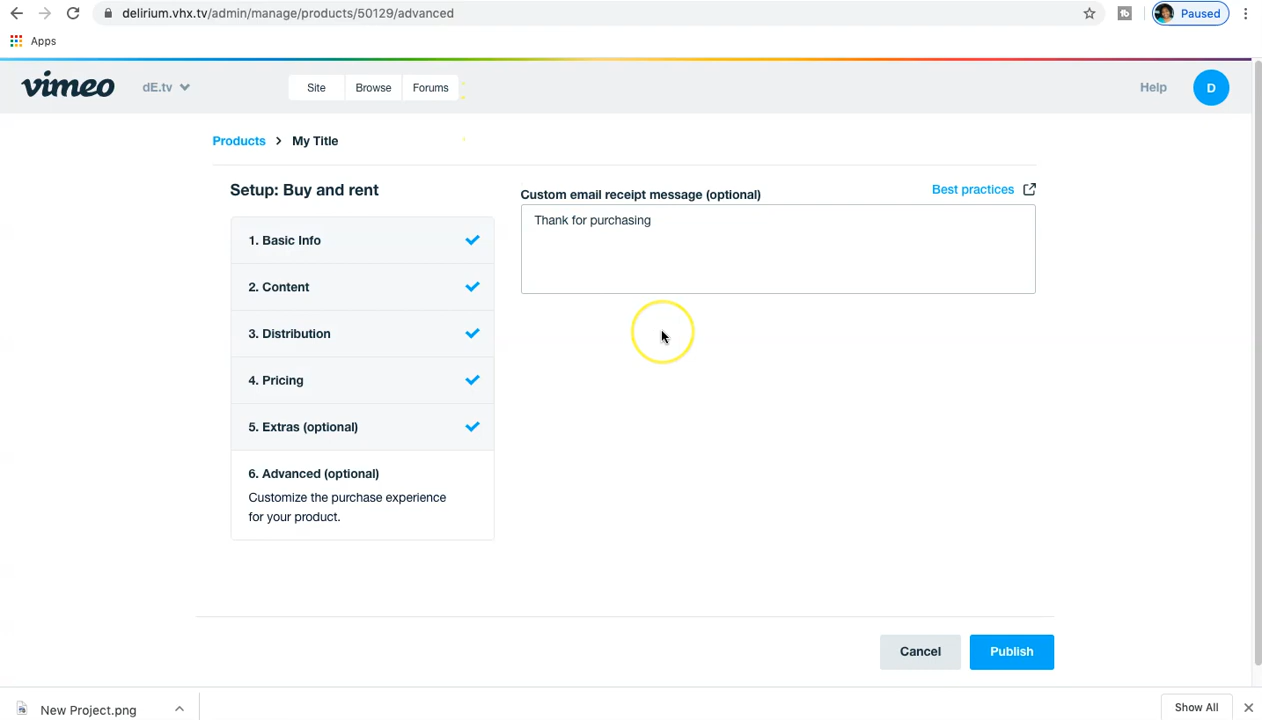 delirium.vhx.tv/admin/manage/products/50129/advanced
Paused
Apps
vimeo
dE.tv
Site
Browse
Forums
Help
D
Products > My Title
Setup: Buy and rent
1. Basic Info
2. Content
3. Distribution
4. Pricing
5. Extras (optional)
6. Advanced (optional)
Customize the purchase experience
for your product.
Custom email receipt message (optional)
Best practices
Thank for purchasing
Cancel
Publish
New Project.png
Show All